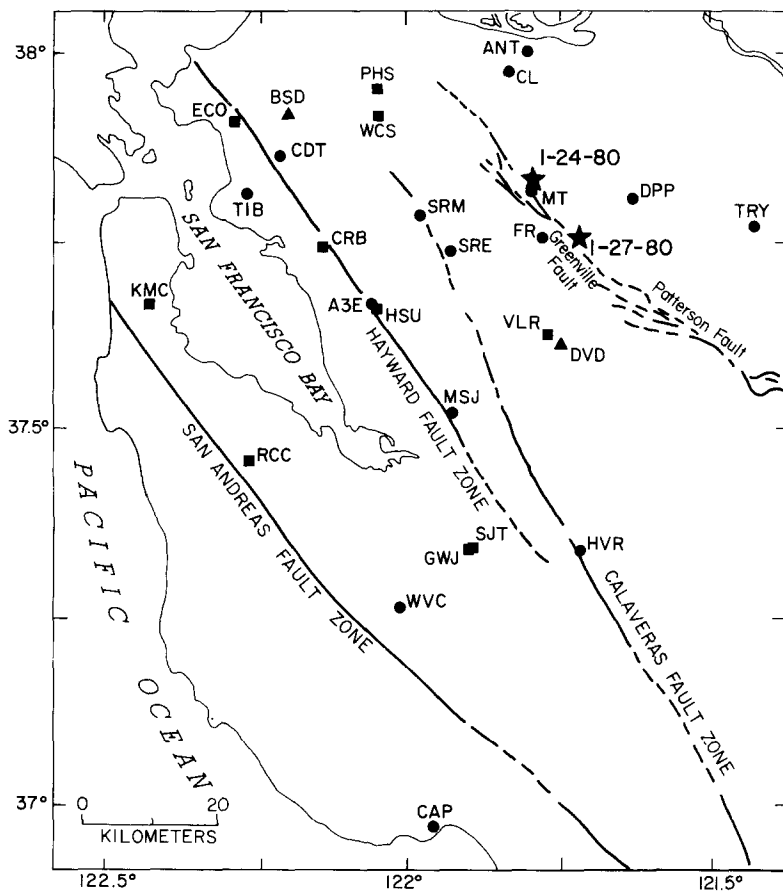 38°
ANT
CL
PHS
ECO
BSD
WCS
CDT
1-24-80
MT
DPP
TIB
SRM
TRY
FR
SRE
CRB
1-27-80
Greenville
Fault
SAN FRANCISCO BAY
KMC
A3E
HSU
Patterson Fault
VLR
DVD
HAYWARD FAULT ZONE
MSJ
37.5°
RCC
SAN ANDREAS FAULT ZONE
PACIFIC
OCEAN
SJT
GWJ
HVR
WVC
CALAVERAS FAULT ZONE
37°
0 20
KILOMETERS
CAP
122.5° 122° 121.5°